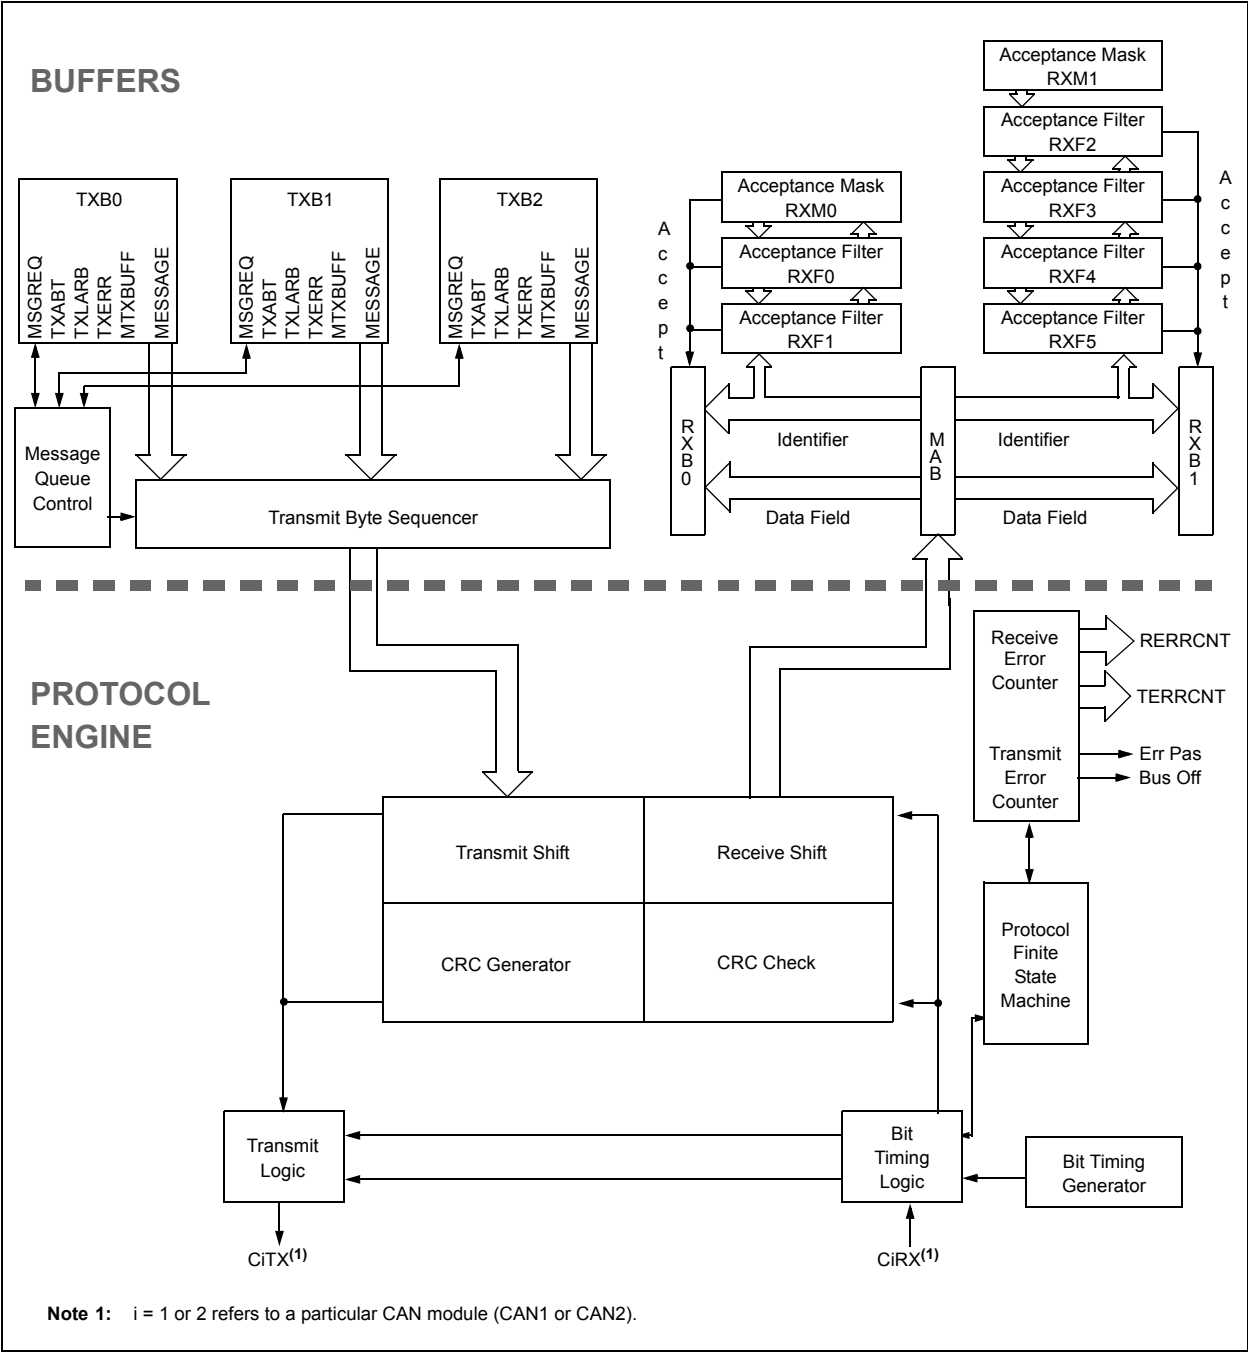 BUFFERS
Acceptance Mask
RXM1
Acceptance Filter
RXF2
Acceptance Filter
RXF3
Acceptance Filter
RXF4
Acceptance Filter
RXF5
Accept
Acceptance Mask
RXM0
Acceptance Filter
RXF0
Acceptance Filter
RXF1
Accept
TXB0
MSGREQ
TXABT
TXLARB
TXERR
MTXBUFF
MESSAGE
TXB1
MSGREQ
TXABT
TXLARB
TXERR
MTXBUFF
MESSAGE
TXB2
MSGREQ
TXABT
TXLARB
TXERR
MTXBUFF
MESSAGE
Message
Queue
Control
Transmit Byte Sequencer
RXB0
Identifier
Data Field
MAB
Identifier
Data Field
RXB1
PROTOCOL
ENGINE
Receive
Error
Counter
Transmit
Error
Counter
RERRCNT
TERRCNT
Err Pas
Bus Off
Transmit Shift
Receive Shift
CRC Generator
CRC Check
Protocol
Finite
State
Machine
Transmit
Logic
Bit
Timing
Logic
Bit Timing
Generator
CiTX(1)
CiRX(1)
Note 1: i = 1 or 2 refers to a particular CAN module (CAN1 or CAN2).